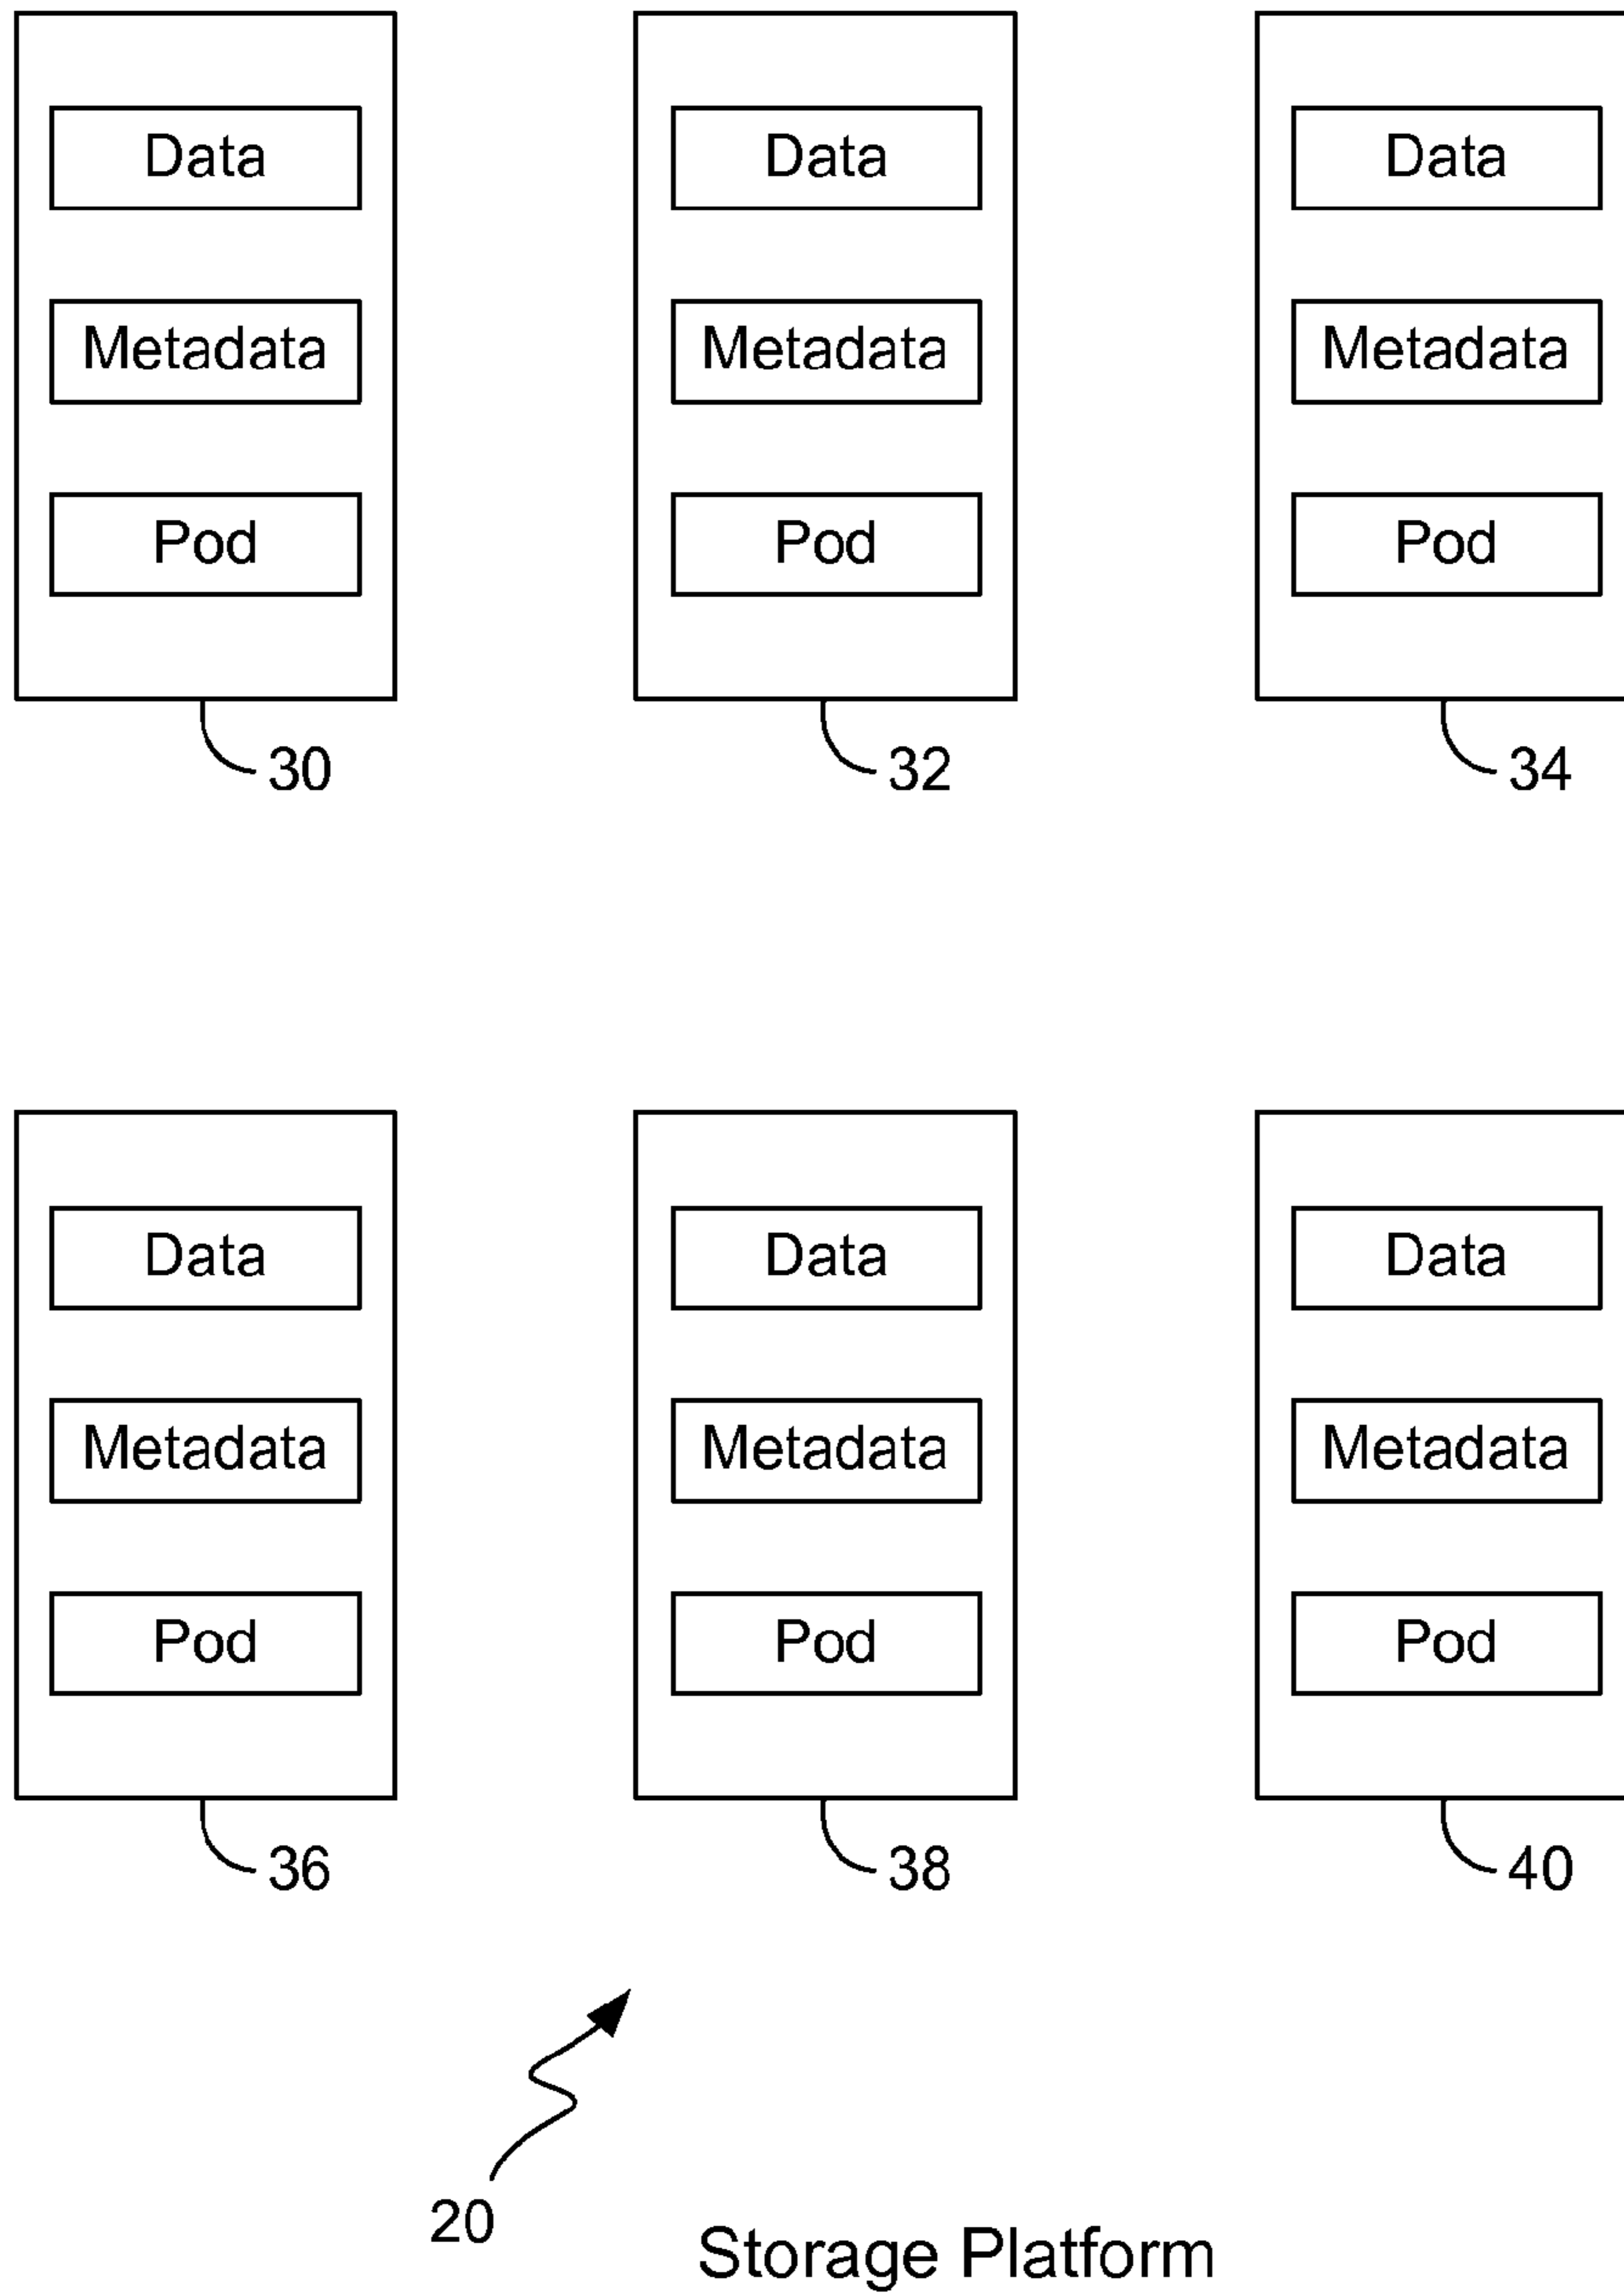 Data Data Data
Metadata Metadata Metadata
Pod Pod Pod
30 32 34
Data Data Data
Metadata Metadata Metadata
Pod Pod Pod
36 38 40
20
Storage Platform